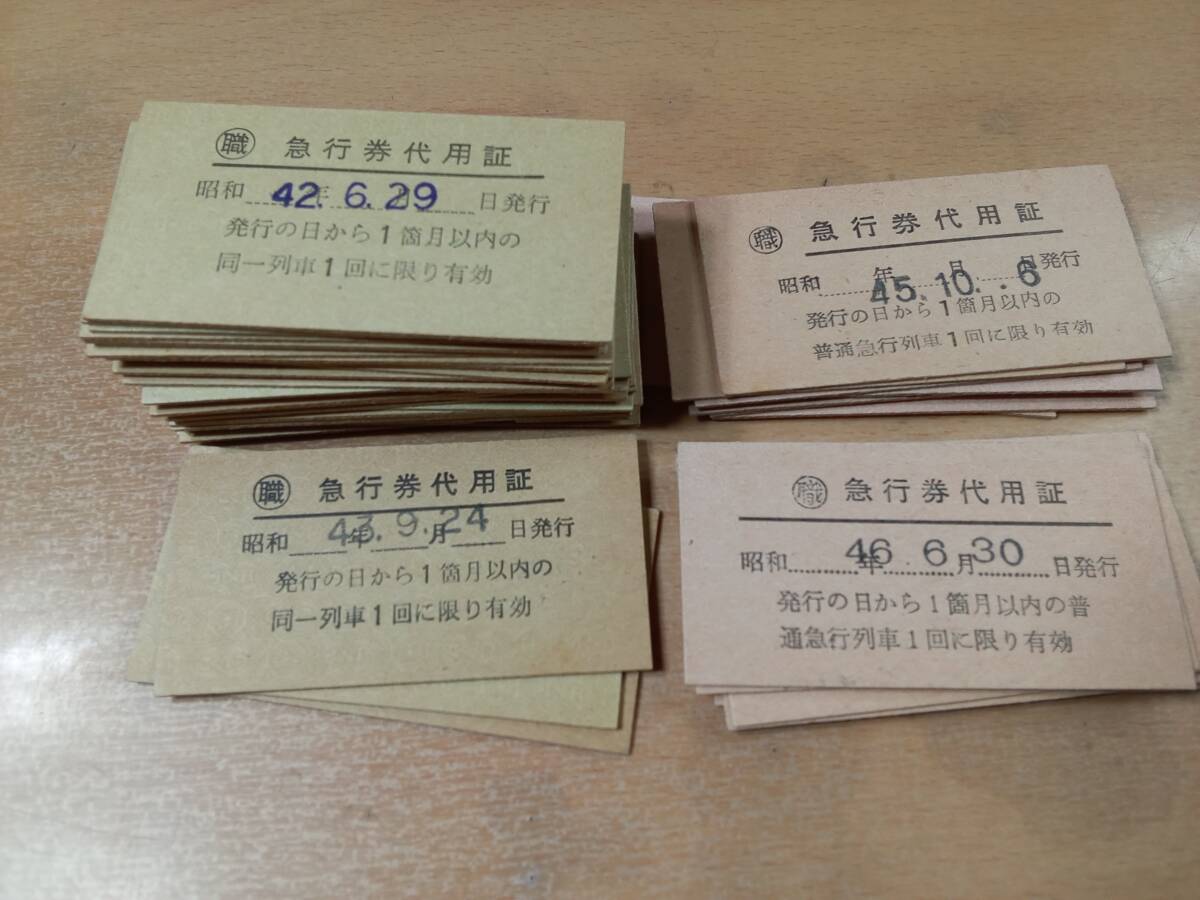 職 急行券代用証
昭和 42年 6. 29 日発行
発行の日から1箇月以内の
同一列車1回に限り有効
職 急行券代用証
昭和 年 月 日発行
45.10..6
発行の日から1箇月以内の
普通急行列車1回に限り有効
職 急行券代用証
43.9.24
昭和 年 月 日発行
発行の日から1箇月以内の
同一列車1回に限り有効
職 急行券代用証
昭和 46年 6月30 日発行
発行の日から1箇月以内の普
通急行列車1回に限り有効